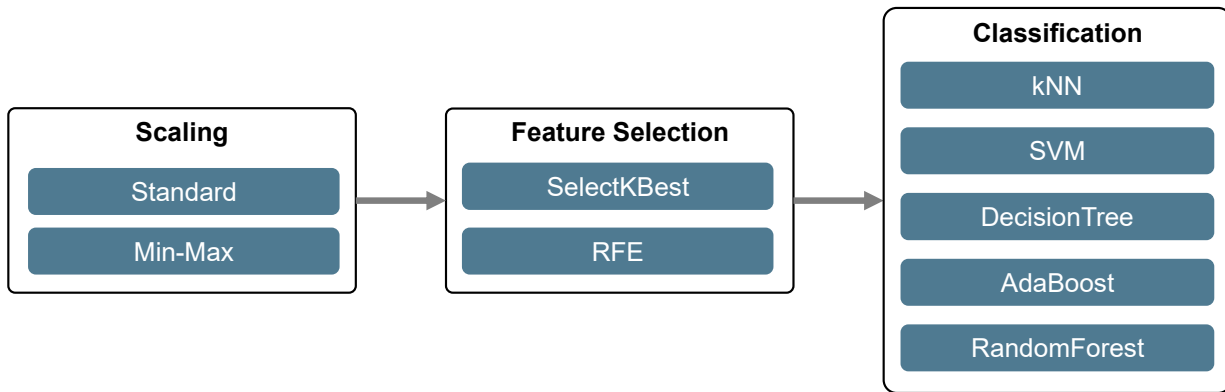 Scaling
Standard
Min-Max
Feature Selection
SelectKBest
RFE
Classification
kNN
SVM
DecisionTree
AdaBoost
RandomForest